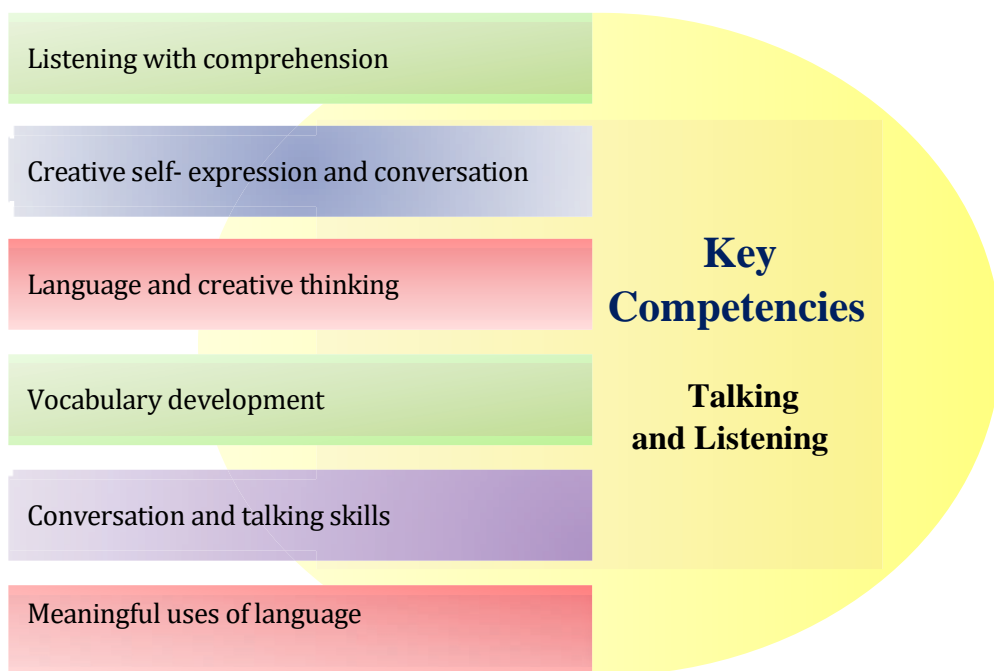 Listening with comprehension
Creative self- expression and conversation
Language and creative thinking
Vocabulary development
Conversation and talking skills
Meaningful uses of language
Key
Competencies
Talking
and Listening